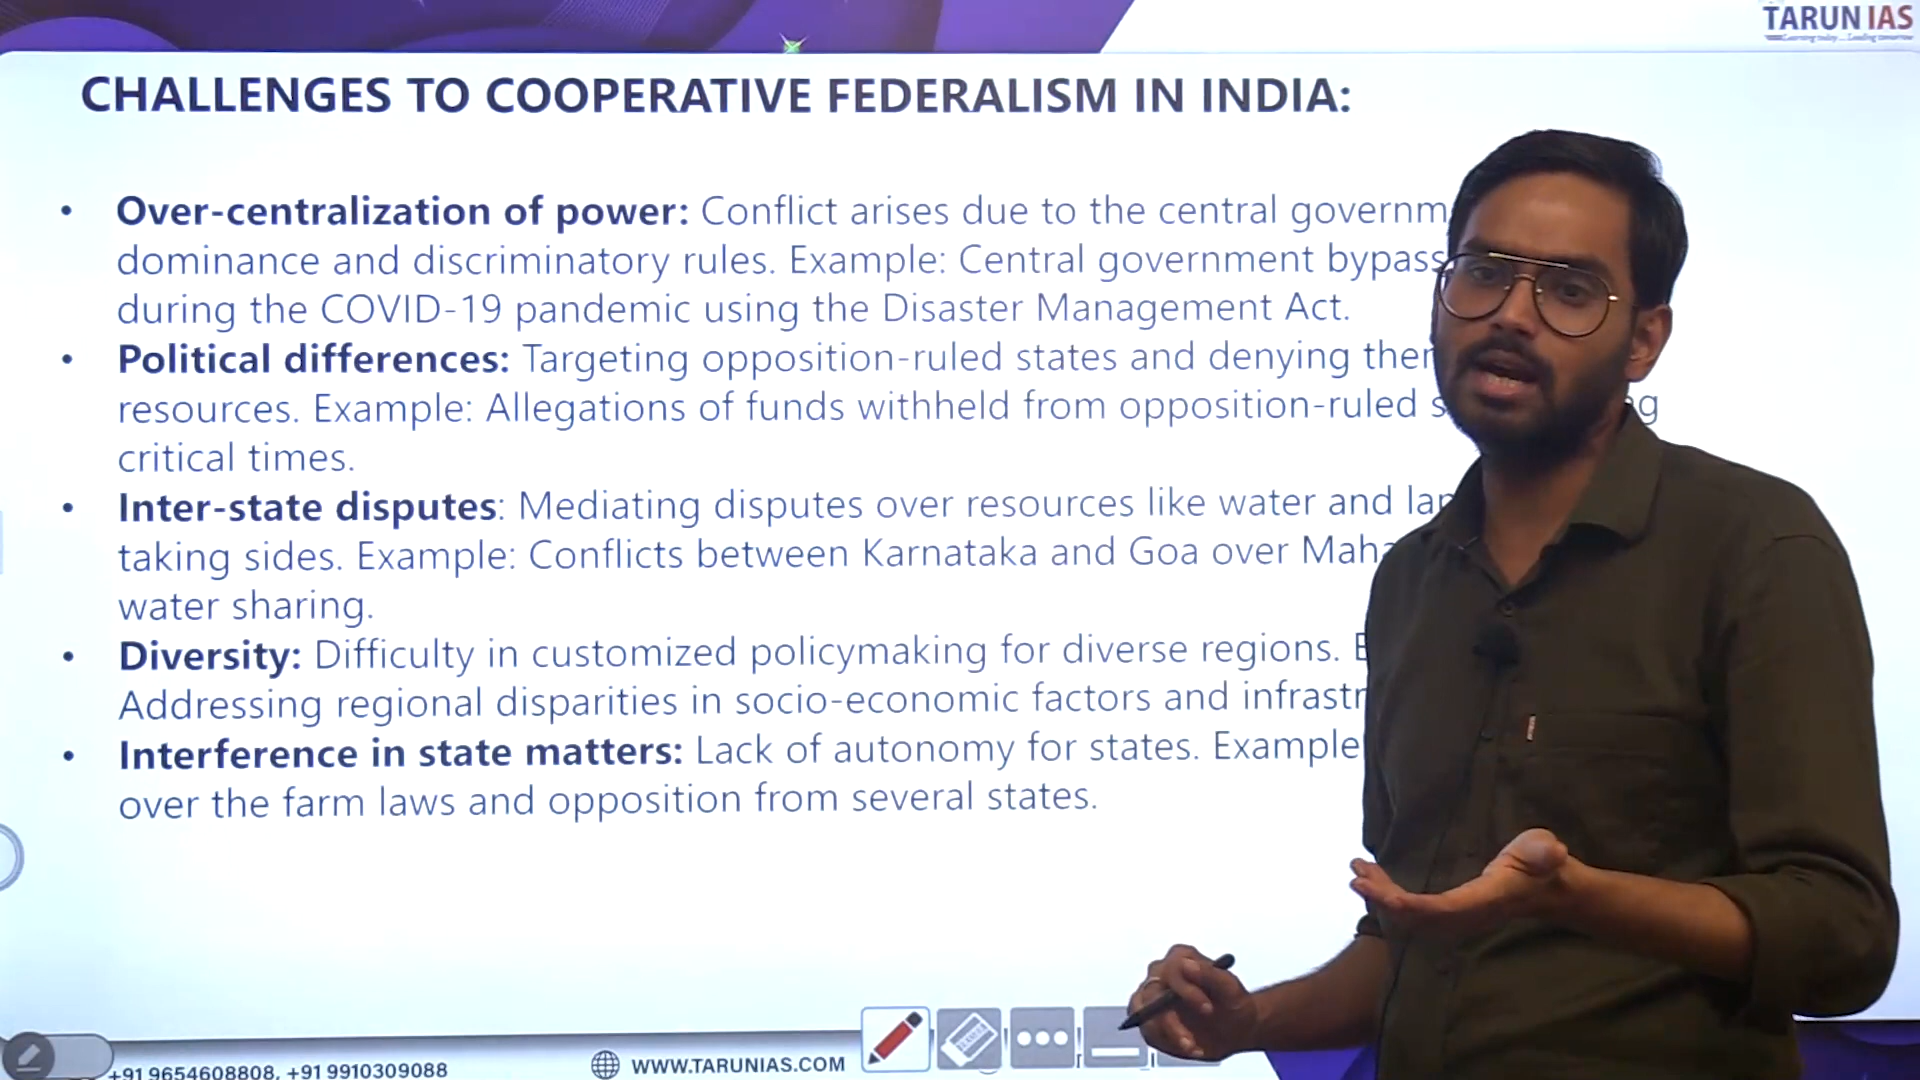 TARUN IAS
Learning today... Leading tomorrow
CHALLENGES TO COOPERATIVE FEDERALISM IN INDIA:
• Over-centralization of power: Conflict arises due to the central governm
dominance and discriminatory rules. Example: Central government bypass
during the COVID-19 pandemic using the Disaster Management Act.
• Political differences: Targeting opposition-ruled states and denying
resources. Example: Allegations of funds withheld from opposition-ruled
critical times.
• Inter-state disputes: Mediating disputes over resources like water and
taking sides. Example: Conflicts between Karnataka and Goa over Maha
water sharing.
• Diversity: Difficulty in customized policymaking for diverse regions.
Addressing regional disparities in socio-economic factors and infrastr
• Interference in state matters: Lack of autonomy for states. Example
over the farm laws and opposition from several states.
+91 9654608808, +91 9910309088
WWW.TARUNIAS.COM